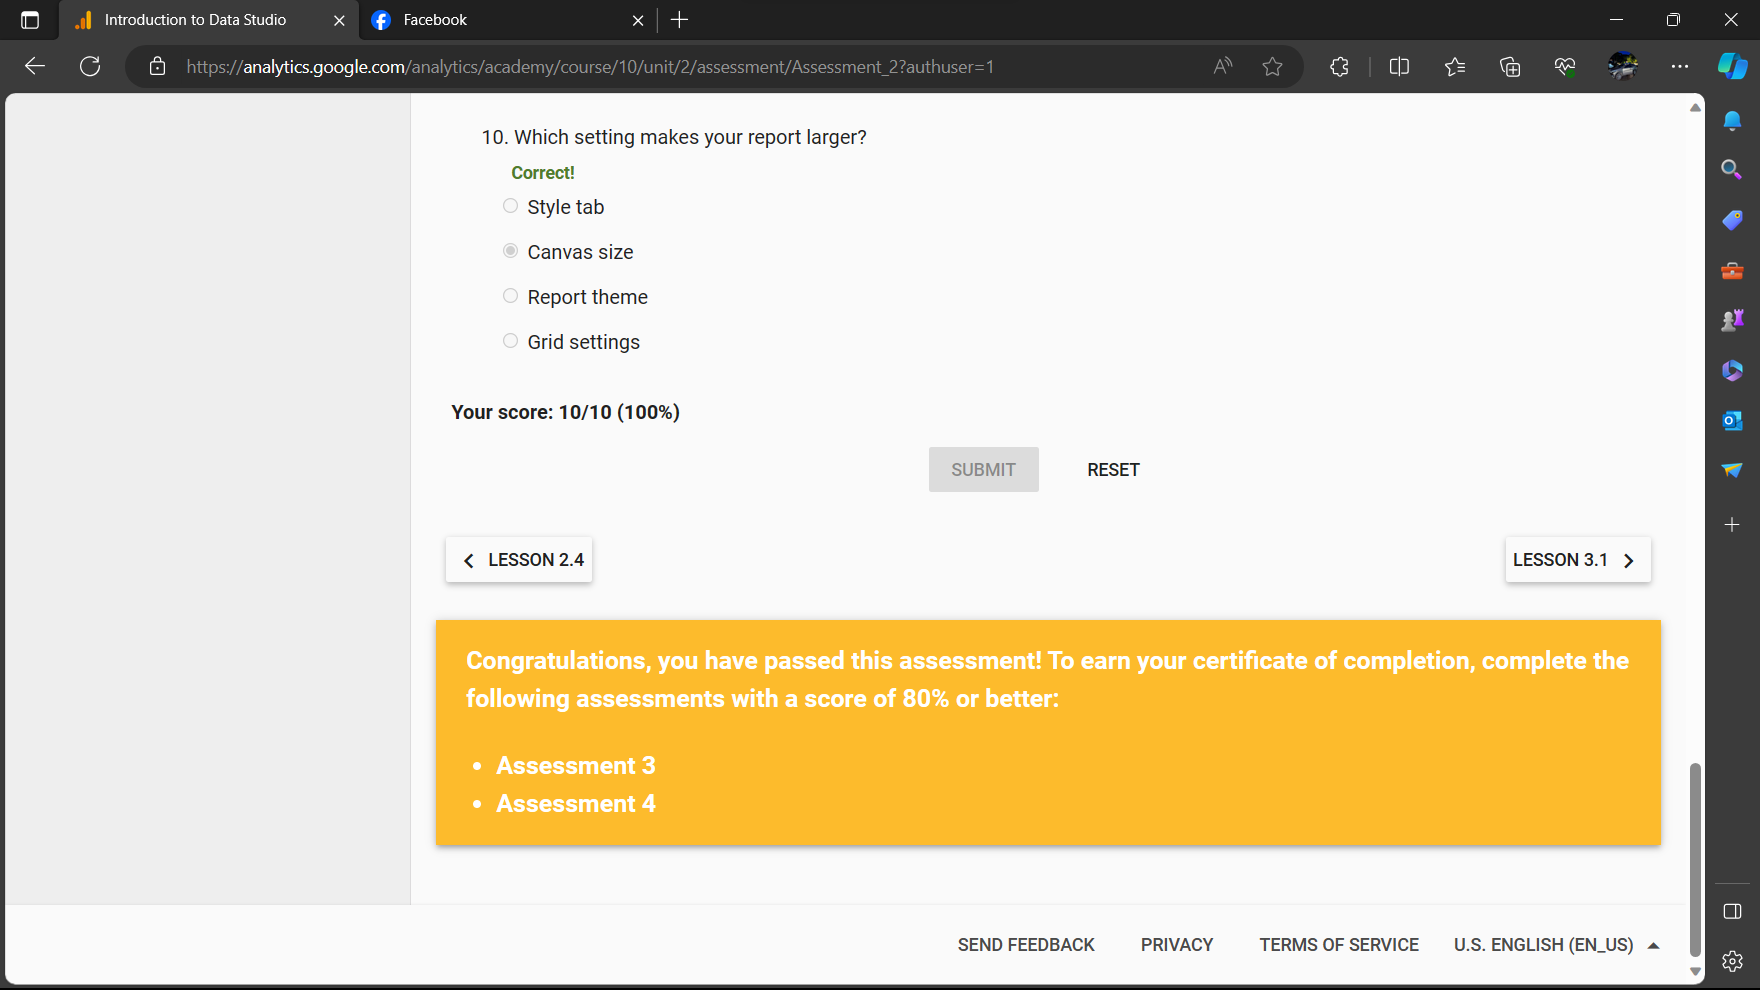 Introduction to Data Studio
Facebook
https://analytics.google.com/analytics/academy/course/10/unit/2/assessment/Assessment_2?authuser=1
10. Which setting makes your report larger?
Correct!
Style tab
Canvas size
Report theme
Grid settings
Your score: 10/10 (100%)
SUBMIT
RESET
LESSON 2.4
LESSON 3.1
Congratulations, you have passed this assessment! To earn your certificate of completion, complete the
following assessments with a score of 80% or better:
• Assessment 3
• Assessment 4
SEND FEEDBACK
PRIVACY
TERMS OF SERVICE
U.S. ENGLISH (EN_US)